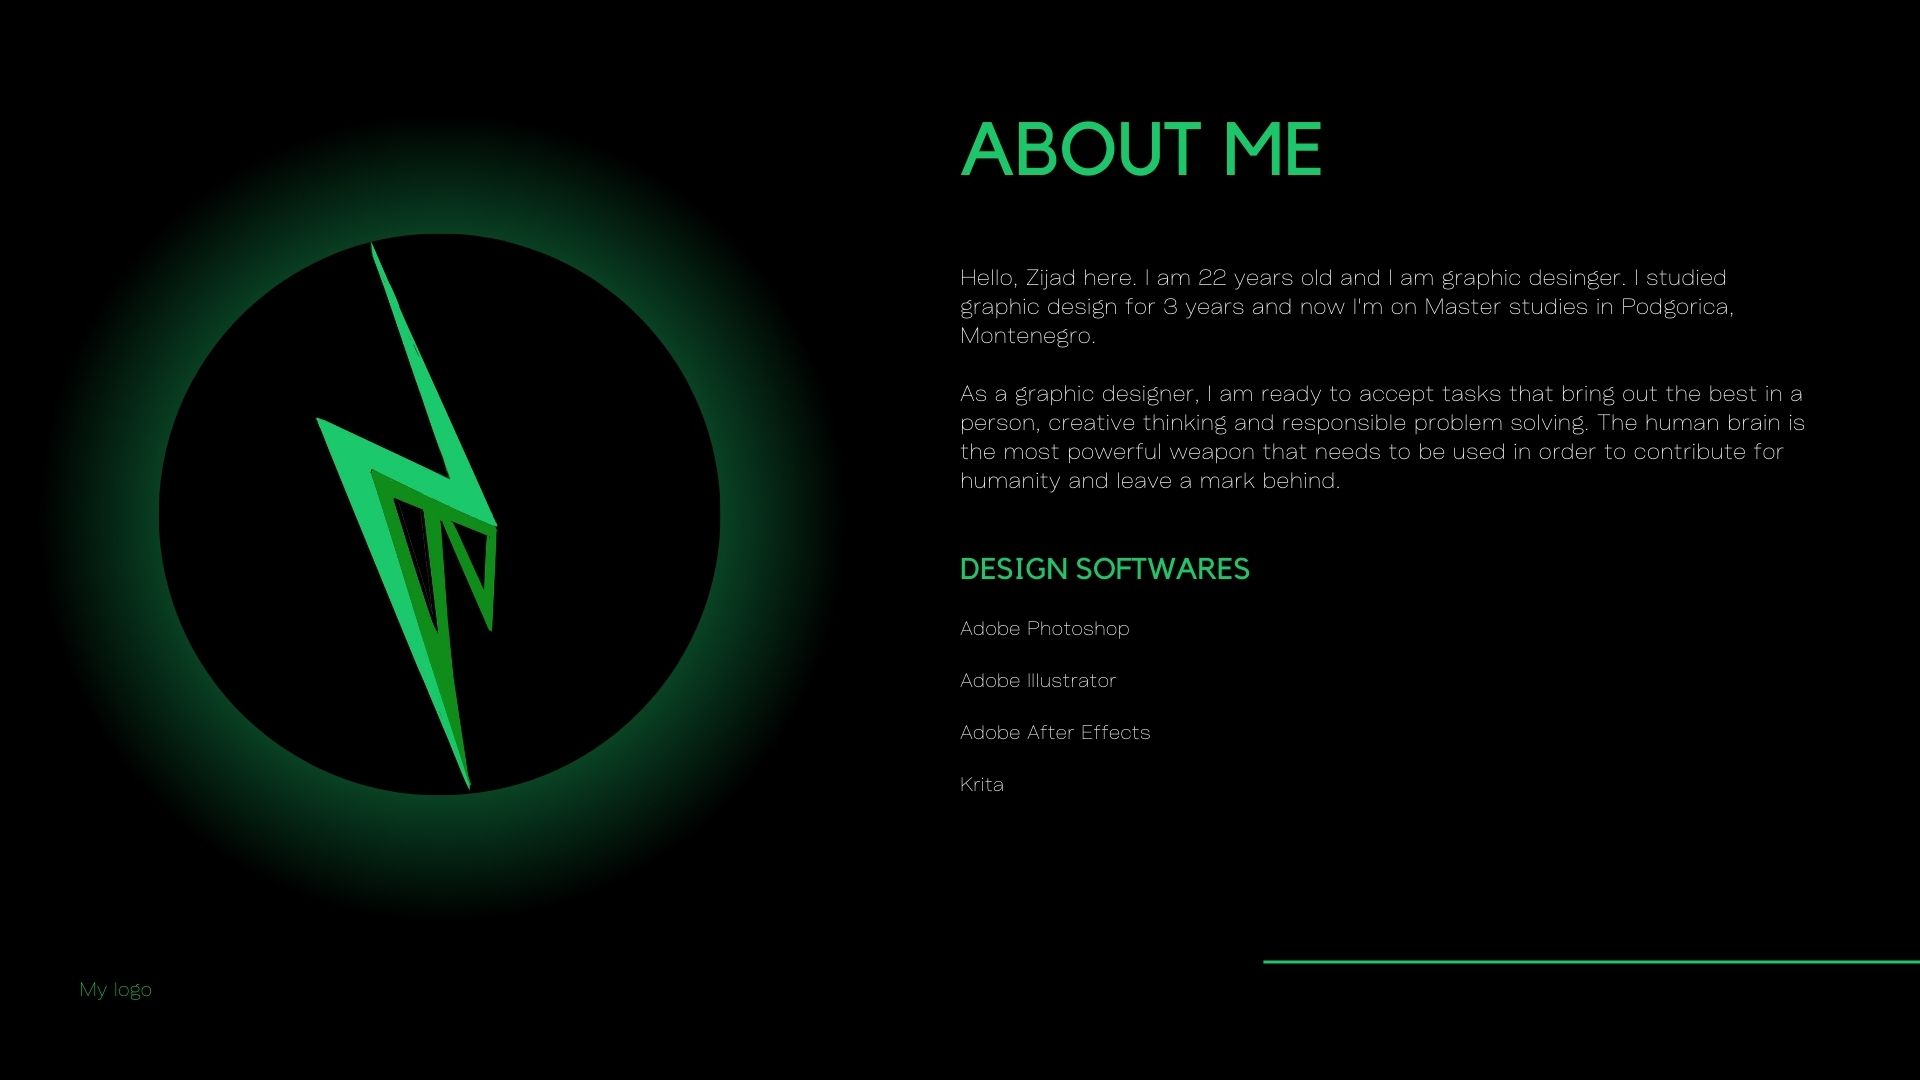 ABOUT ME
Hello, Zijad here. I am 22 years old and I am graphic desinger. I studied
graphic design for 3 years and now I'm on Master studies in Podgorica,
Montenegro.
As a graphic designer, I am ready to accept tasks that bring out the best in a
person, creative thinking and responsible problem solving. The human brain is
the most powerful weapon that needs to be used in order to contribute for
humanity and leave a mark behind.
DESIGN SOFTWARES
Adobe Photoshop
Adobe Illustrator
Adobe After Effects
Krita
My logo